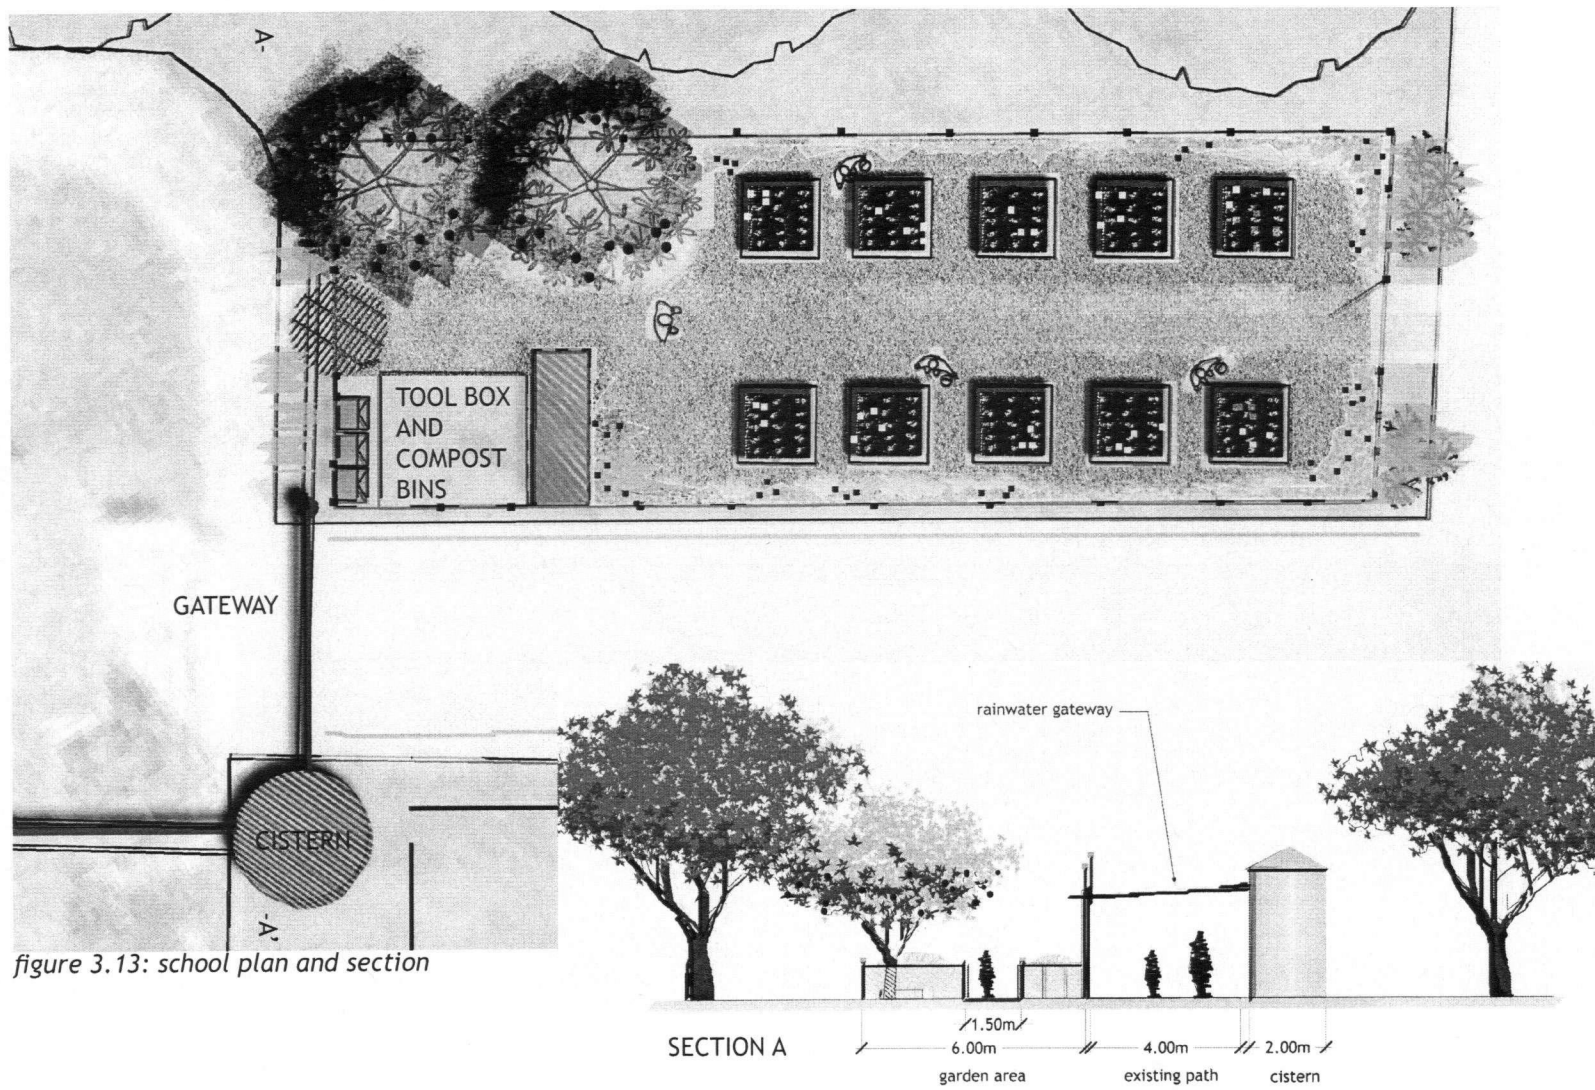 A-
TOOL BOX
AND
COMPOST
BINS
GATEWAY
CISTERN
-A'
figure 3.13: school plan and section
rainwater gateway
1.50m
6.00m
4.00m
2.00m
SECTION A
garden area
existing path
cistern